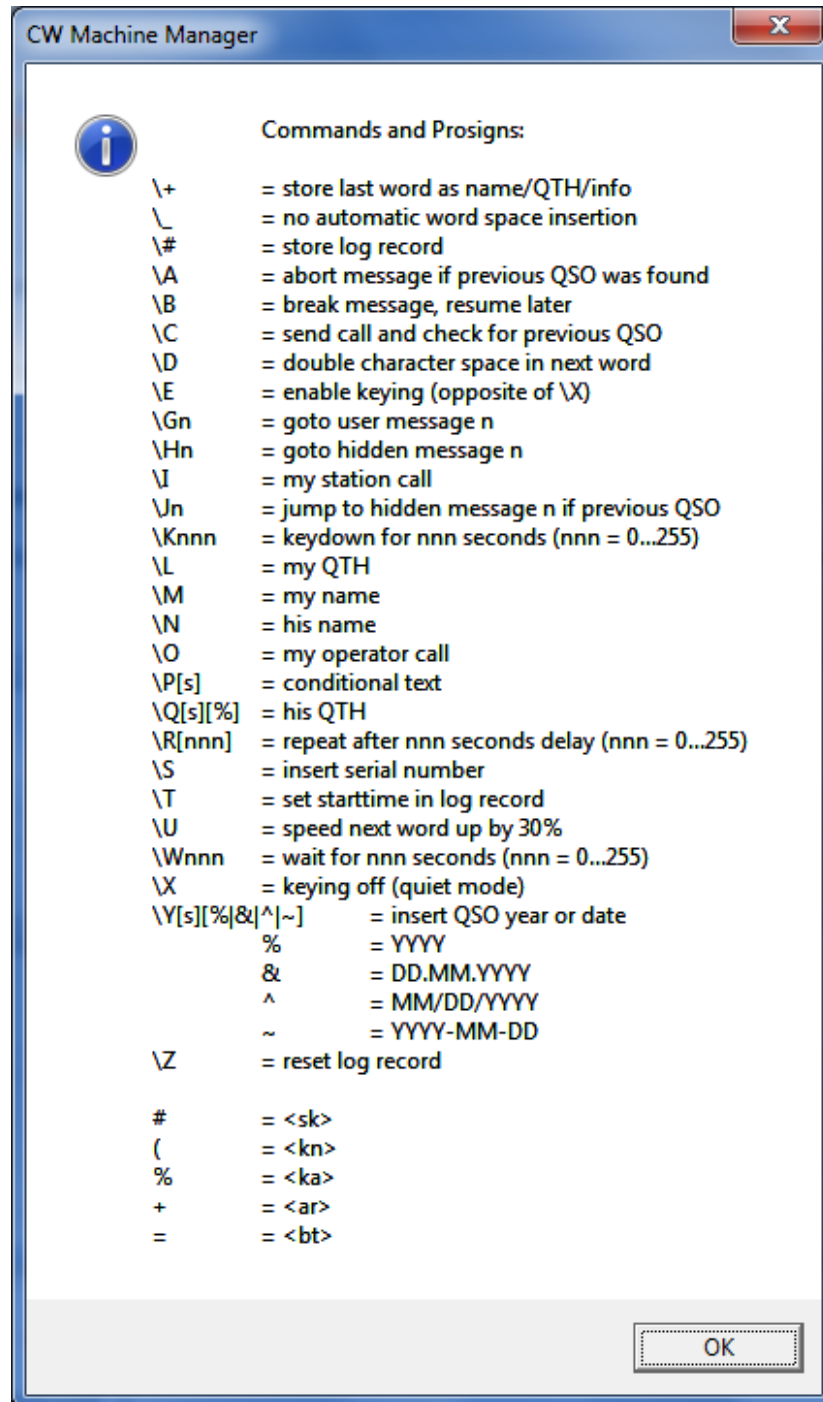 CW Machine Manager
Commands and Prosigns:
\+ = store last word as name/QTH/info
\_ = no automatic word space insertion
\# = store log record
\A = abort message if previous QSO was found
\B = break message, resume later
\C = send call and check for previous QSO
\D = double character space in next word
\E = enable keying (opposite of \X)
\Gn = goto user message n
\Hn = goto hidden message n
\I = my station call
\Jn = jump to hidden message n if previous QSO
\Knnn = keydown for nnn seconds (nnn = 0...255)
\L = my QTH
\M = my name
\N = his name
\O = my operator call
\P[s] = conditional text
\Q[s][%] = his QTH
\R[nnn] = repeat after nnn seconds delay (nnn = 0...255)
\S = insert serial number
\T = set starttime in log record
\U = speed next word up by 30%
\Wnnn = wait for nnn seconds (nnn = 0...255)
\X = keying off (quiet mode)
\Y[s][%|&|^|~] = insert QSO year or date
% = YYYY
& = DD.MM.YYYY
^ = MM/DD/YYYY
~ = YYYY-MM-DD
\Z = reset log record
# = <sk>
( = <kn>
% = <ka>
+ = <ar>
= = <bt>
OK